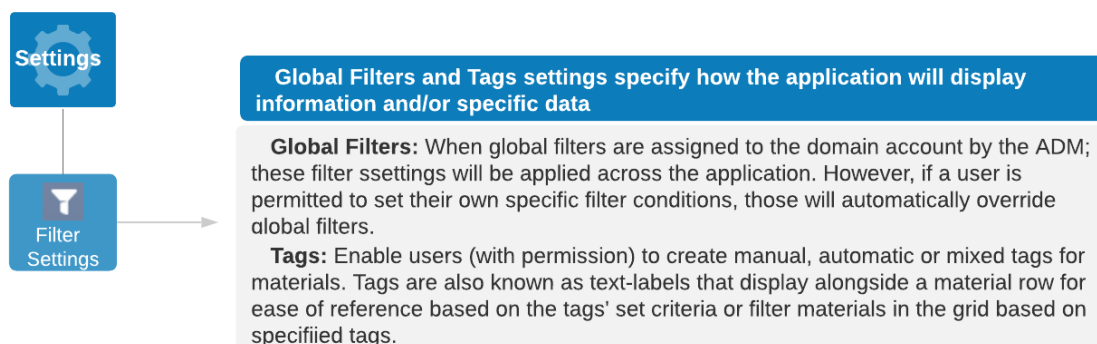 Settings
Global Filters and Tags settings specify how the application will display
information and/or specific data
Global Filters: When global filters are assigned to the domain account by the ADM;
these filter ssettings will be applied across the application. However, if a user is
permitted to set their own specific filter conditions, those will automatically override
global filters.
Filter
Settings
Tags: Enable users (with permission) to create manual, automatic or mixed tags for
materials. Tags are also known as text-labels that display alongside a material row for
ease of reference based on the tags' set criteria or filter materials in the grid based on
specifiied tags.